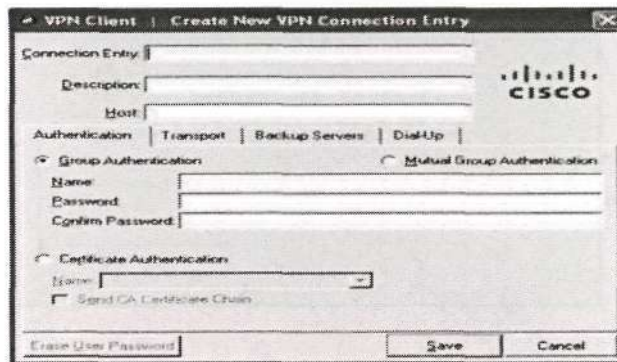 VPN Client | Create New VPN Connection Entry
Connection Entry:
Description:
Host:
CISCO
Authentication | Transport | Backup Servers | Dial-Up
Group Authentication
Mutual Group Authentication
Name:
Password:
Confirm Password:
Certificate Authentication
Name:
Send CA Certificate Chain
Erase User Password
Save
Cancel